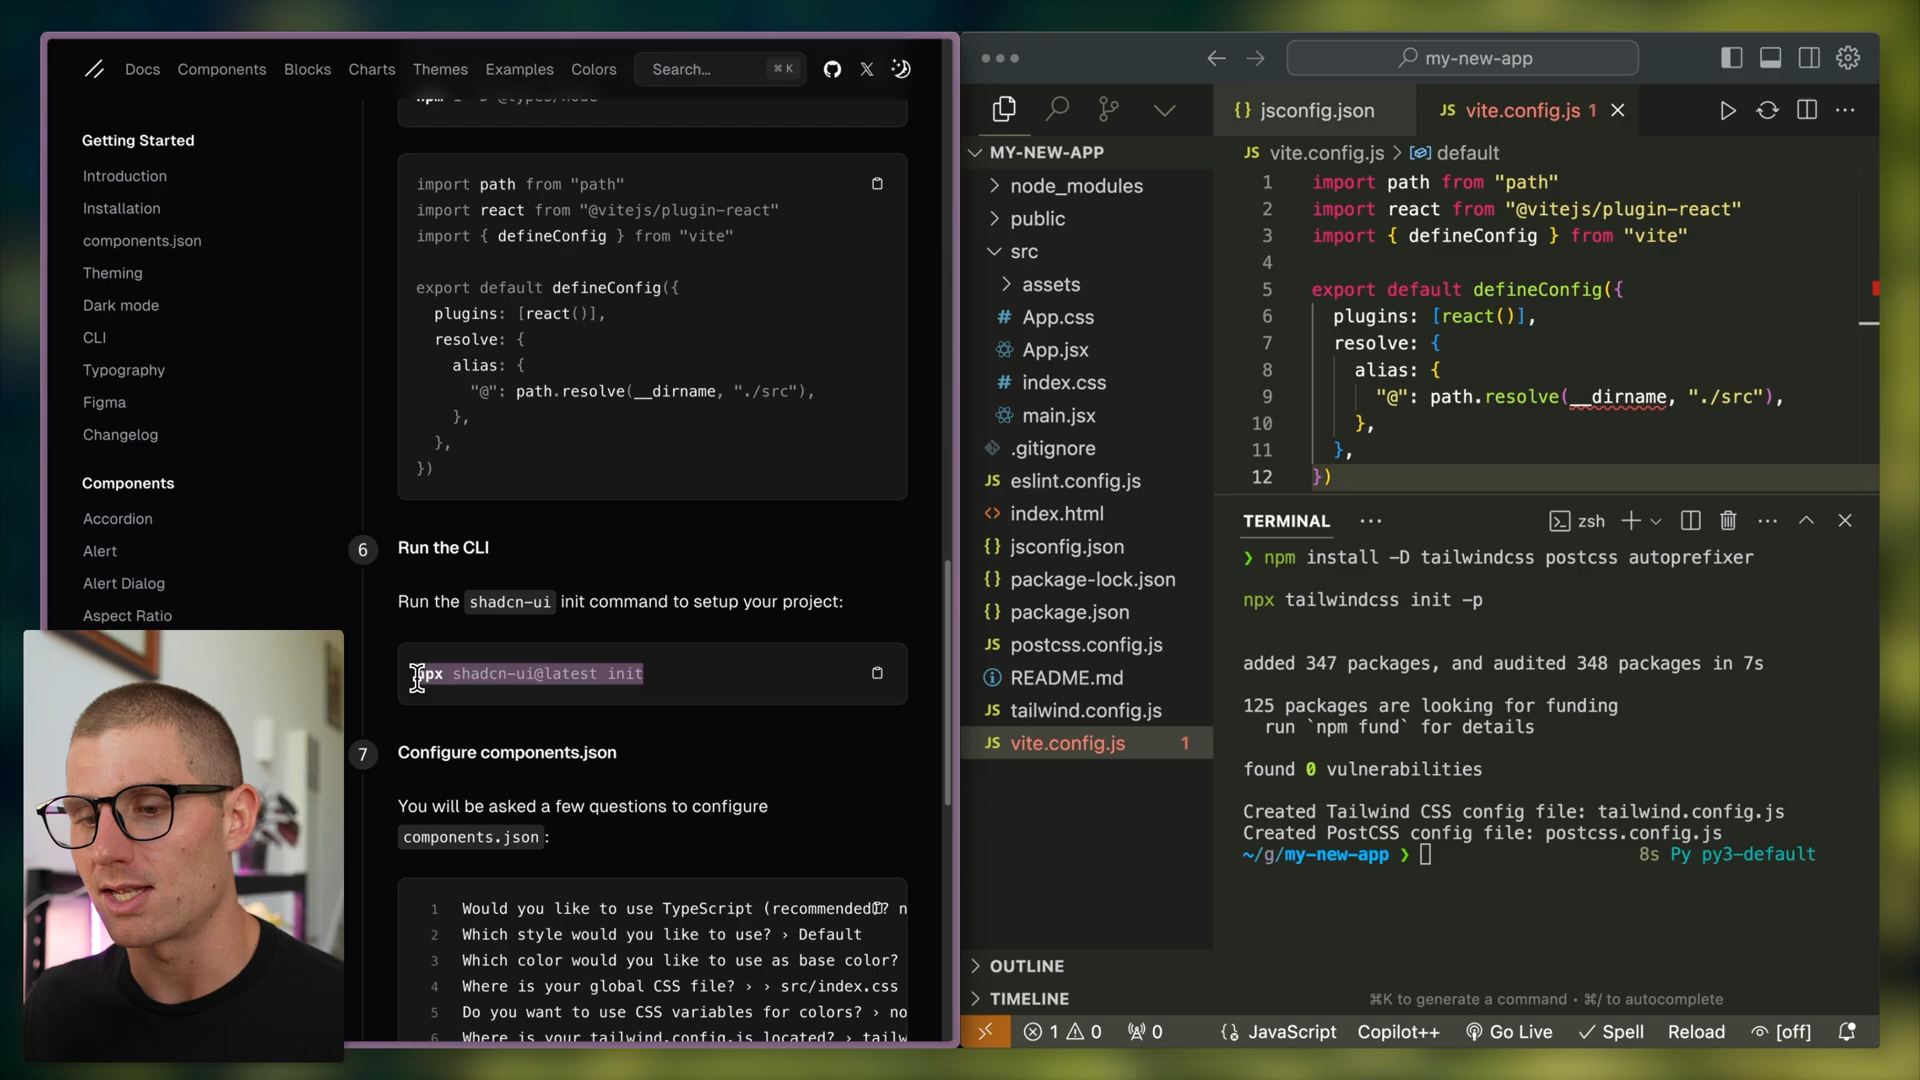 Docs Components Blocks Charts Themes Examples Colors Search... ⌘ K
Getting Started
Introduction
Installation
components.json
Theming
Dark mode
CLI
Typography
Figma
Changelog
Components
Accordion
Alert
Alert Dialog
Aspect Ratio
import path from "path"
import react from "@vitejs/plugin-react"
import { defineConfig } from "vite"
export default defineConfig({
plugins: [react()],
resolve: {
alias: {
"@": path.resolve(__dirname, "./src"),
},
},
})
6 Run the CLI
Run the shadcn-ui init command to setup your project:
npx shadcn-ui@latest init
7 Configure components.json
You will be asked a few questions to configure
components.json:
1 Would you like to use TypeScript (recommended)? n
2 Which style would you like to use? › Default
3 Which color would you like to use as base color?
4 Where is your global CSS file? › › src/index.css
5 Do you want to use CSS variables for colors? › no
6 Where is your tailwind.config.js located? › tailw
my-new-app
MY-NEW-APP
node_modules
public
src
assets
# App.css
App.jsx
# index.css
main.jsx
.gitignore
JS eslint.config.js
<> index.html
{} jsconfig.json
{} package-lock.json
{} package.json
JS postcss.config.js
README.md
JS tailwind.config.js
JS vite.config.js 1
OUTLINE
TIMELINE
{} jsconfig.json JS vite.config.js 1
JS vite.config.js > default
1 import path from "path"
2 import react from "@vitejs/plugin-react"
3 import { defineConfig } from "vite"
4
5 export default defineConfig({
6 plugins: [react()],
7 resolve: {
8 alias: {
9 "@": path.resolve(__dirname, "./src"),
10 },
11 },
12 })
TERMINAL ... zsh
❯ npm install -D tailwindcss postcss autoprefixer
npx tailwindcss init -p
added 347 packages, and audited 348 packages in 7s
125 packages are looking for funding
run `npm fund` for details
found 0 vulnerabilities
Created Tailwind CSS config file: tailwind.config.js
Created PostCSS config file: postcss.config.js
~/g/my-new-app ❯ 8s Py py3-default
⌘K to generate a command • ⌘/ to autocomplete
1 0 0 {} JavaScript Copilot++ Go Live Spell Reload [off]